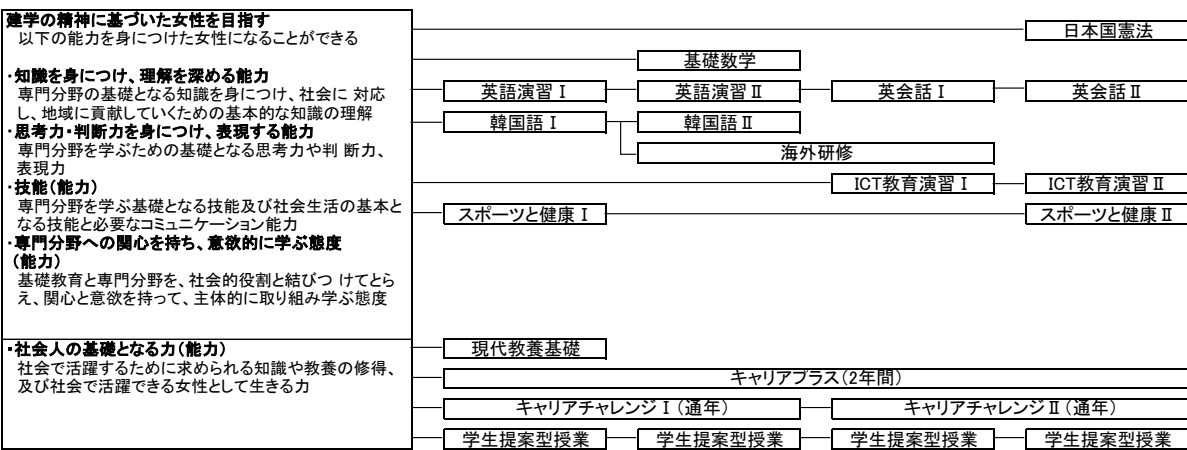 建学の精神に基づいた女性を目指す
以下の能力を身につけた女性になることができる
・知識を身につけ、理解を深める能力
専門分野の基礎となる知識を身につけ、社会に 対応
し、地域に貢献していくための基本的な知識の理解
・思考力・判断力を身につけ、表現する能力
専門分野を学ぶための基礎となる思考力や判 断力、
表現力
・技能(能力)
専門分野を学ぶ基礎となる技能及び社会生活の基本と
なる技能と必要なコミュニケーション能力
・専門分野への関心を持ち、意欲的に学ぶ態度
(能力)
基礎教育と専門分野を、社会的役割と結びつ けてとら
え、関心と意欲を持って、主体的に取り組み学ぶ態度
日本国憲法
基礎数学
英語演習Ⅰ 英語演習Ⅱ 英会話Ⅰ 英会話Ⅱ
韓国語Ⅰ 韓国語Ⅱ
海外研修
ICT教育演習Ⅰ ICT教育演習Ⅱ
スポーツと健康Ⅰ スポーツと健康Ⅱ
・社会人の基礎となる力(能力)
社会で活躍するために求められる知識や教養の修得、
及び社会で活躍できる女性として生きる力
現代教養基礎
キャリアプラス(2年間)
キャリアチャレンジⅠ(通年) キャリアチャレンジⅡ(通年)
学生提案型授業 学生提案型授業 学生提案型授業 学生提案型授業